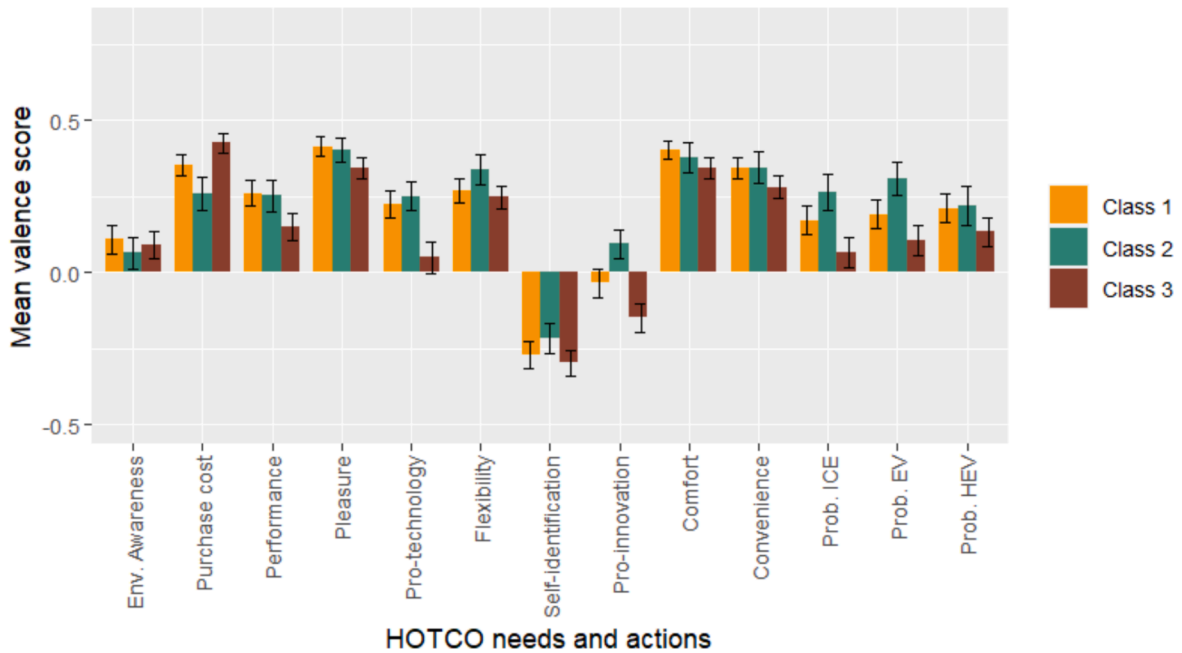 Mean valence score
0.5
0.0
-0.5
Env. Awareness
Purchase cost
Performance
Pleasure
Pro-technology
Flexibility
Self-identification
Pro-innovation
Comfort
Convenience
Prob. ICE
Prob. EV
Prob. HEV
HOTCO needs and actions
Class 1
Class 2
Class 3